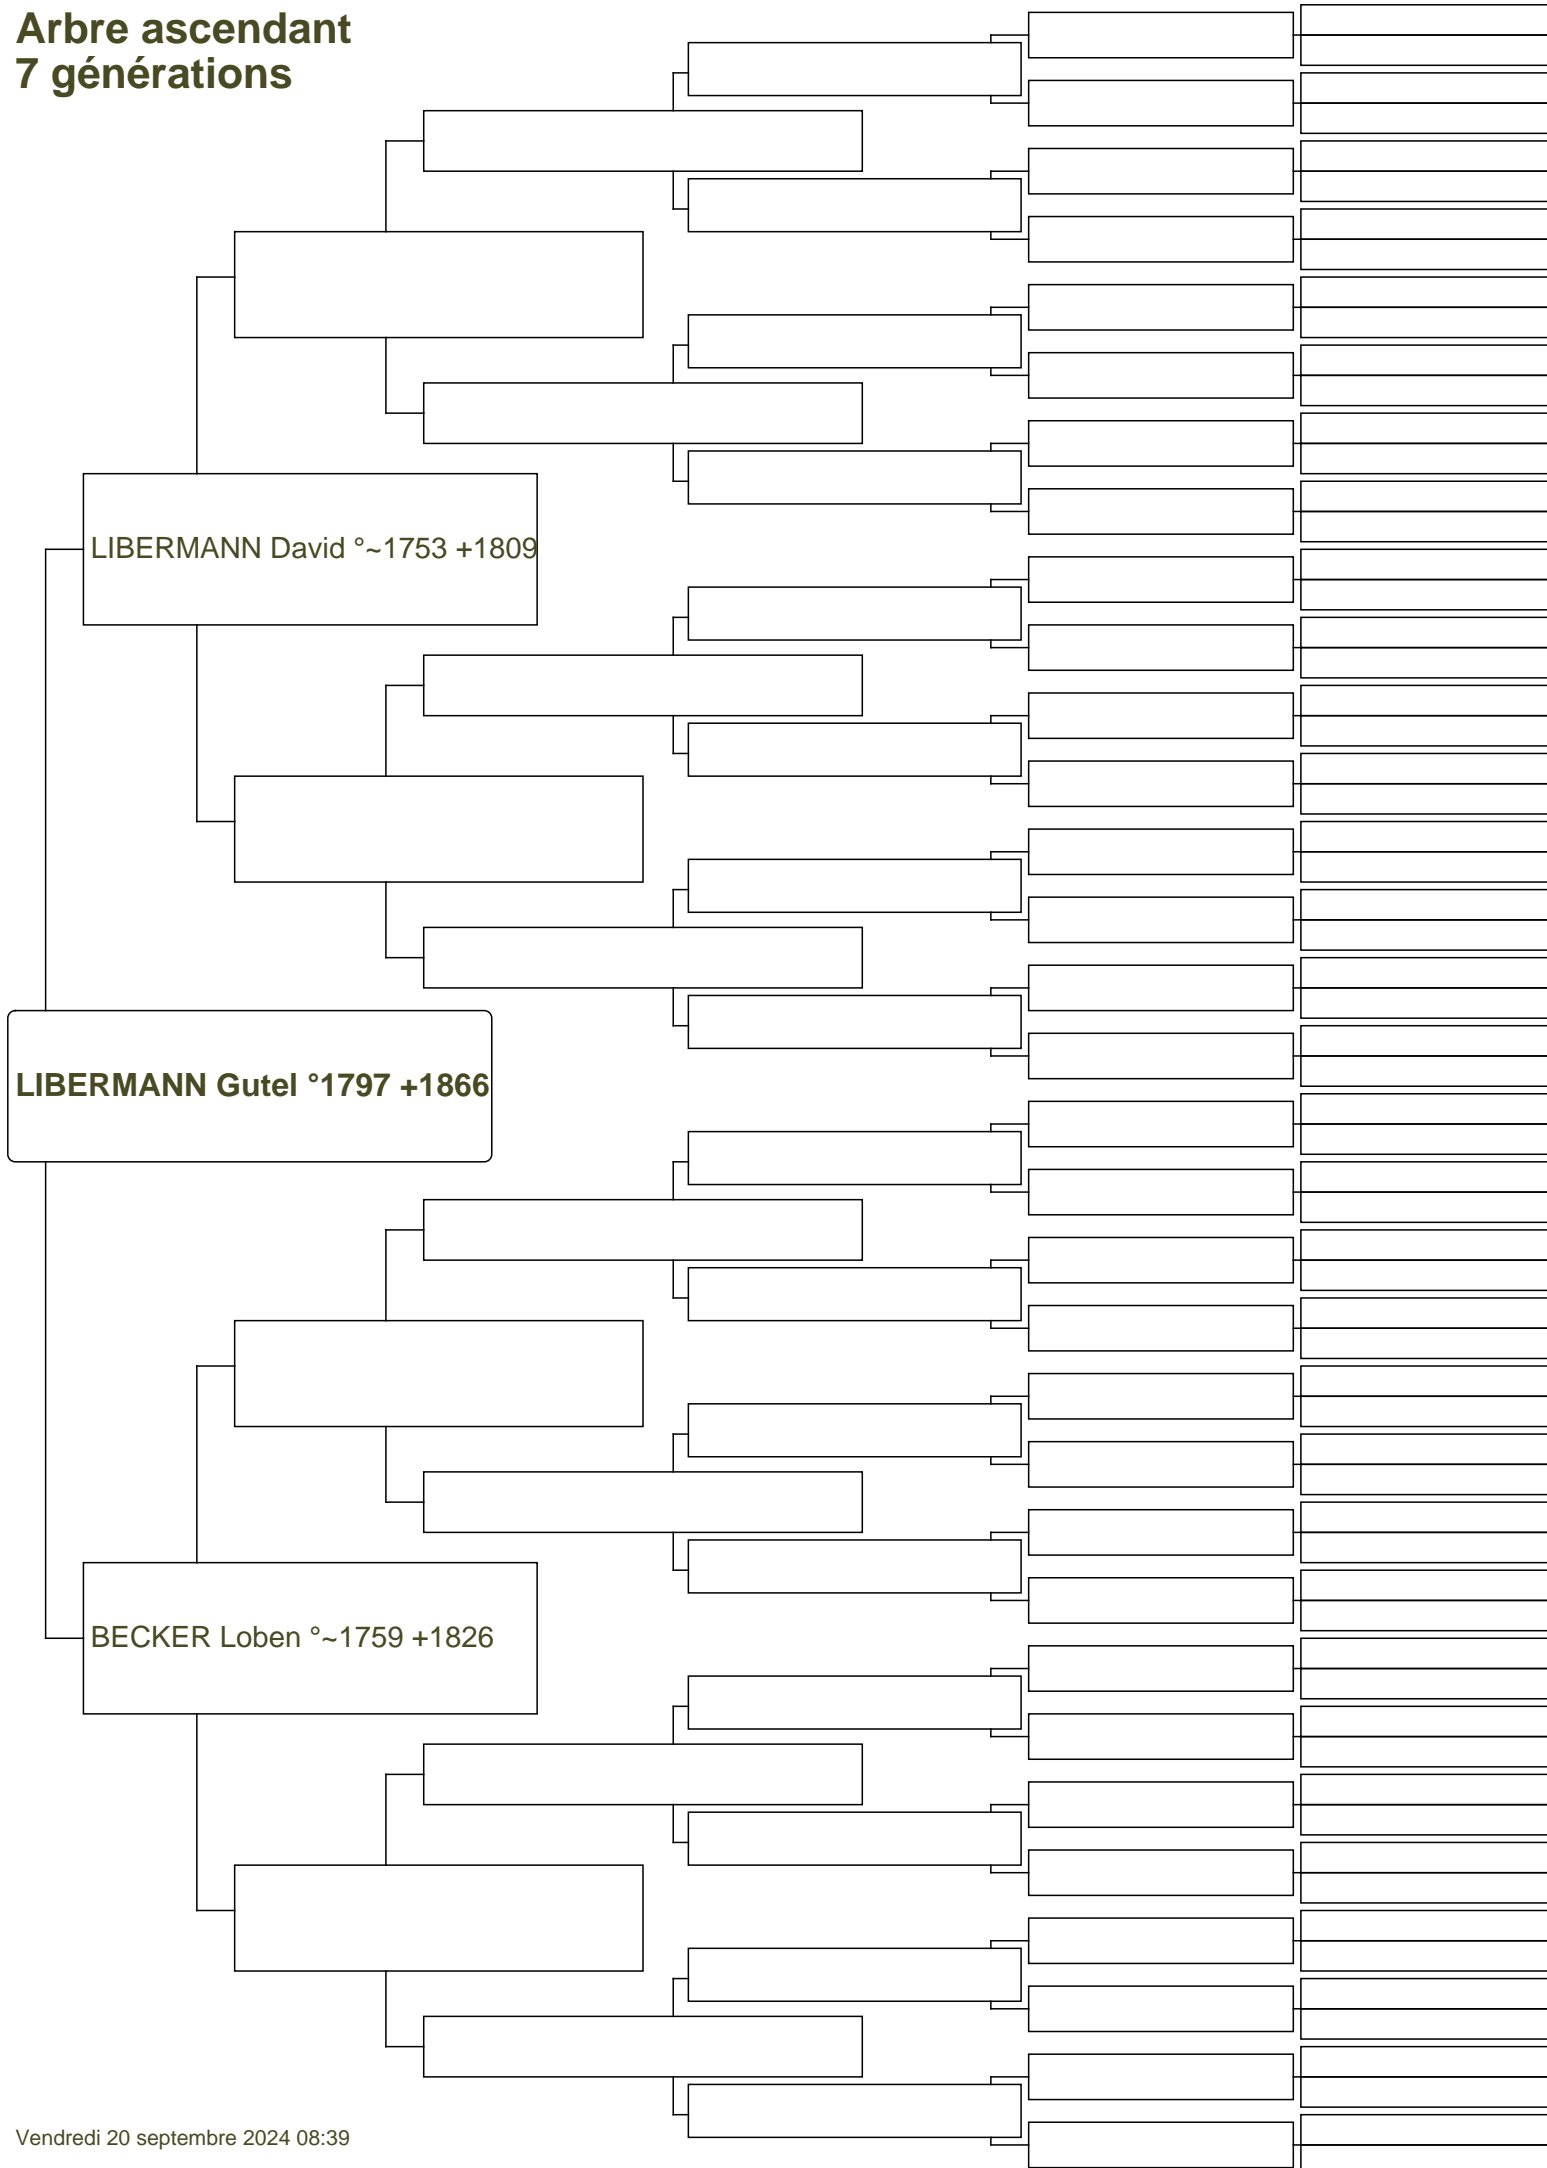 Arbre ascendant
7 générations
LIBERMANN David °~1753 +1809
LIBERMANN Gutel °1797 +1866
BECKER Loben °~1759 +1826
Vendredi 20 septembre 2024 08:39